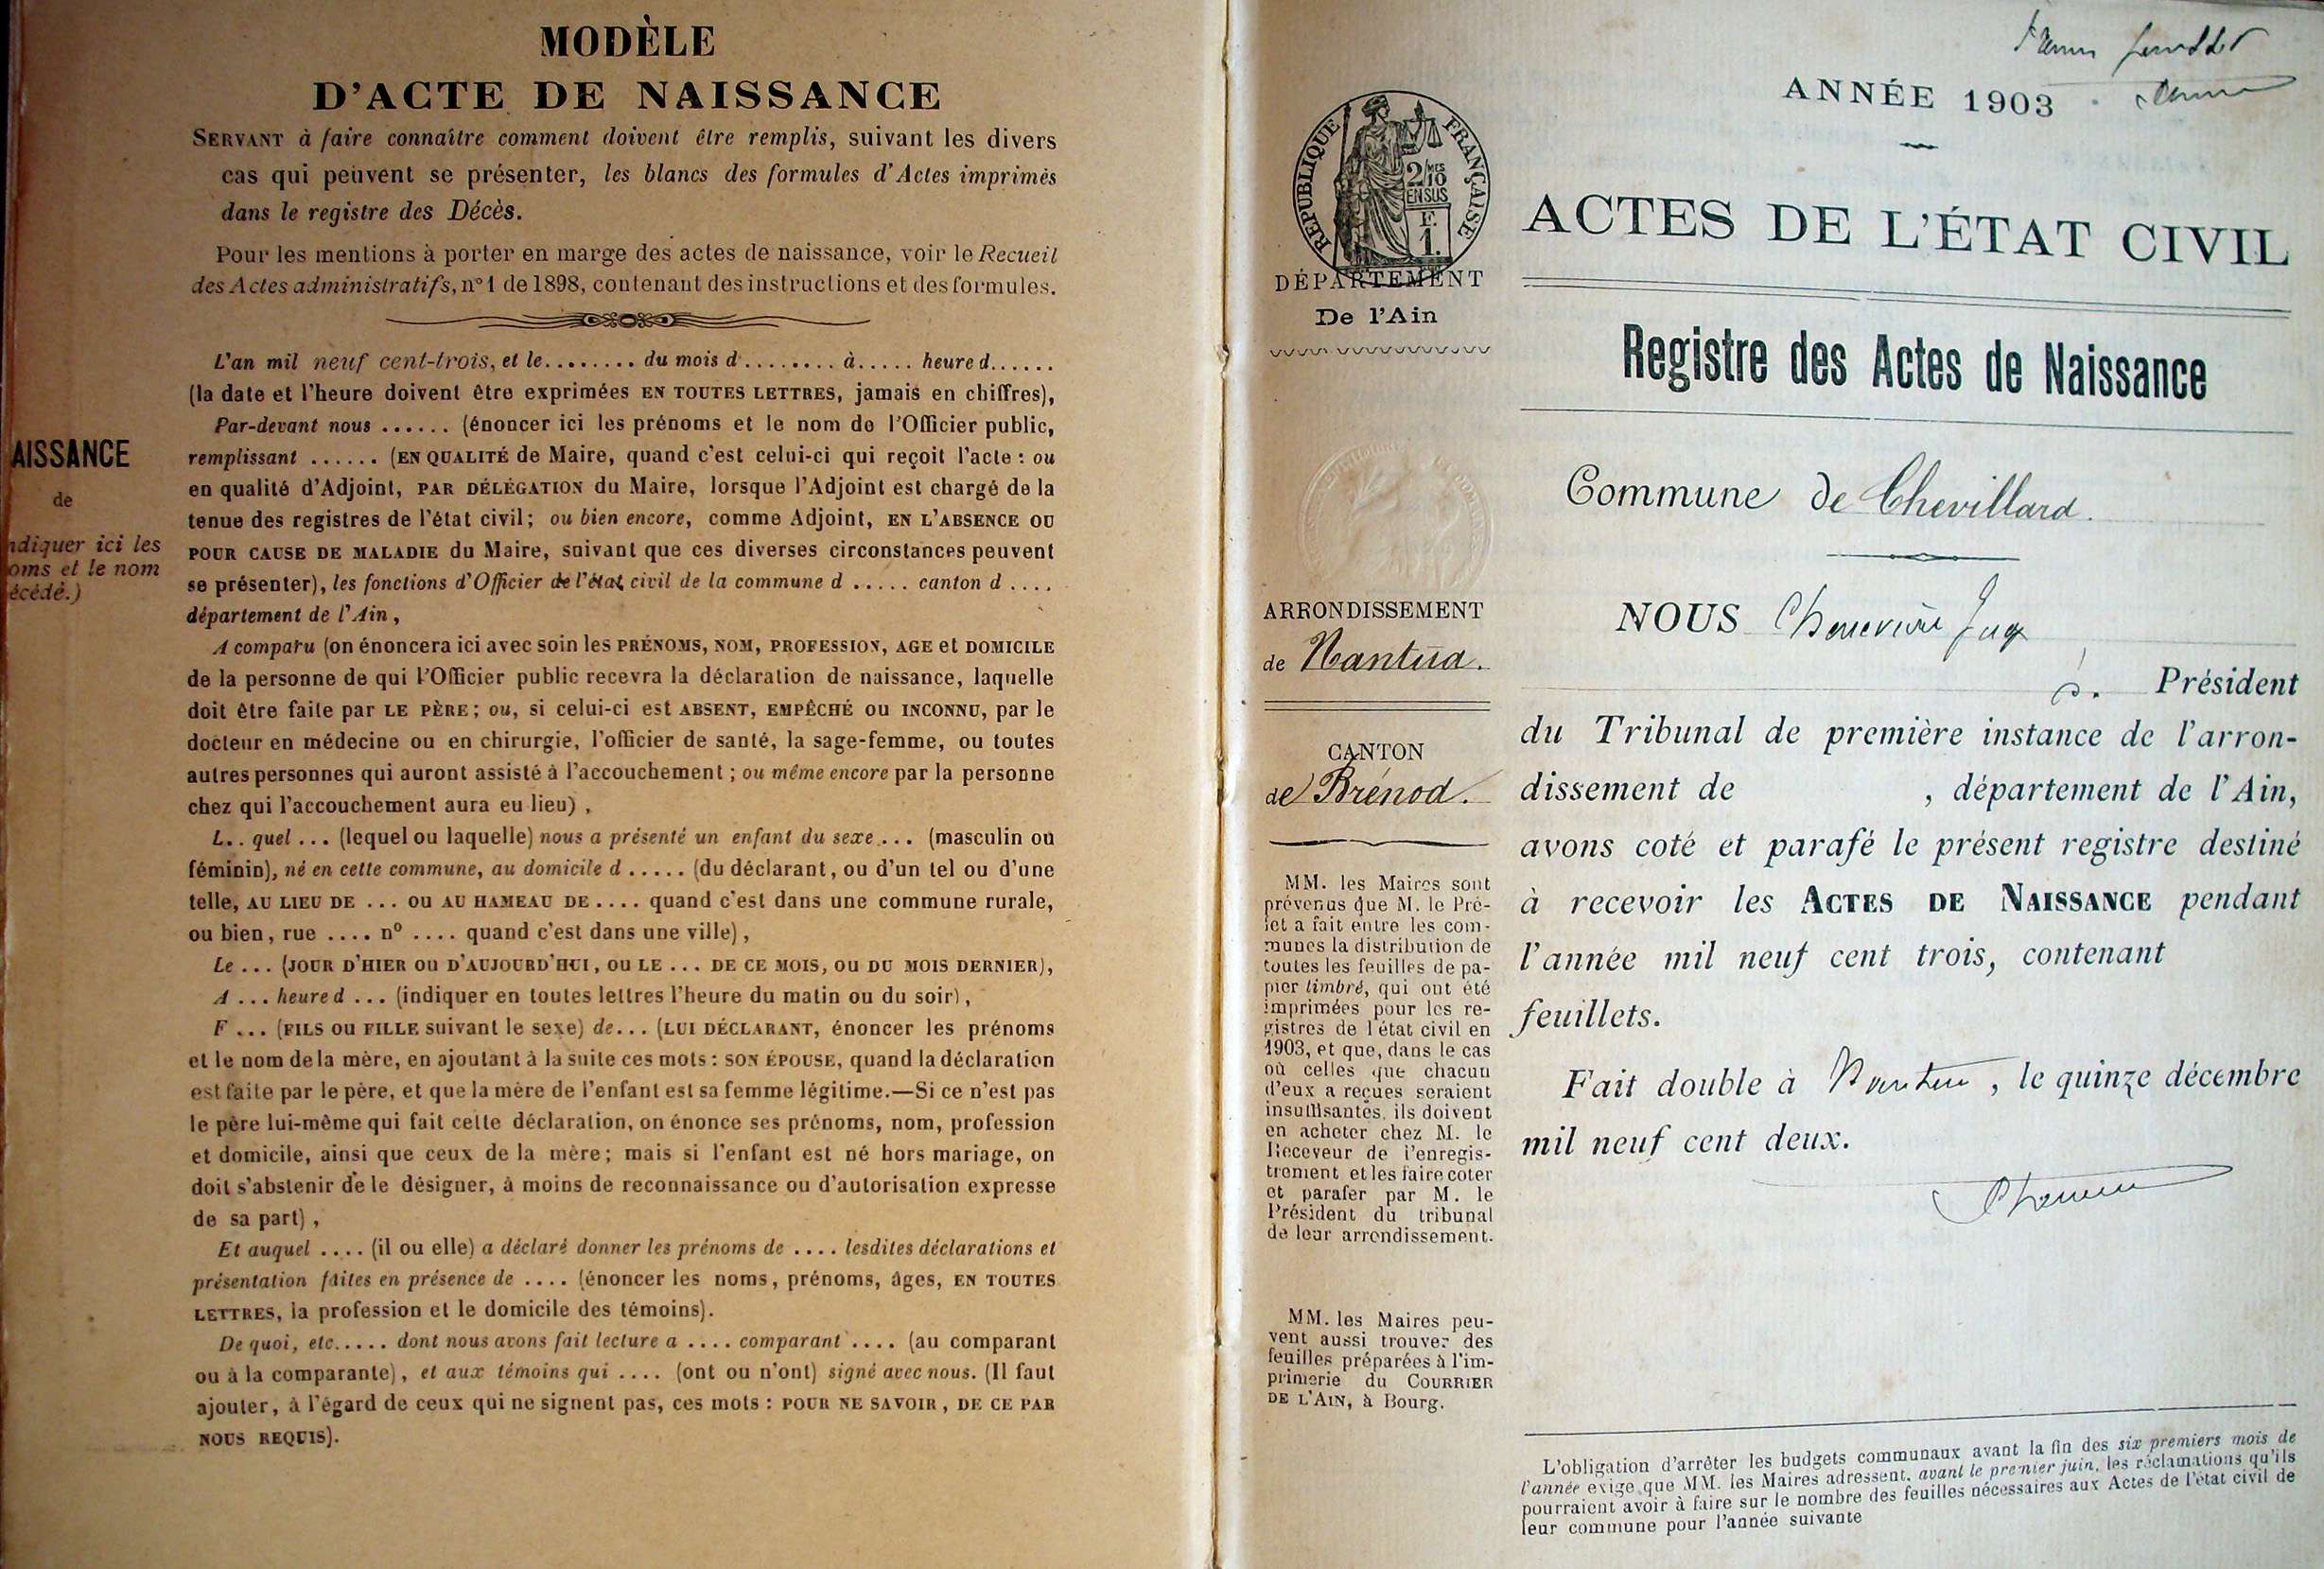 MODÈLE
D'ACTE DE NAISSANCE
SERVANT à faire connaître comment doivent être remplis, suivant les divers
cas qui peuvent se présenter, les blancs des formules d'Actes imprimés
dans le registre des Décès.
Pour les mentions à porter en marge des actes de naissance, voir le Recueil
des Actes administratifs, n° 1 de 1898, contenant des instructions et des formules.
L'an mil neuf cent-trois, et le........ du mois d......... à..... heure d......
(la date et l'heure doivent être exprimées EN TOUTES LETTRES, jamais en chiffres),
Par-devant nous ...... (énoncer ici les prénoms et le nom de l'Officier public,
remplissant ...... (EN QUALITÉ de Maire, quand c'est celui-ci qui reçoit l'acte : ou
en qualité d'Adjoint, PAR DÉLÉGATION du Maire, lorsque l'Adjoint est chargé de la
tenue des registres de l'état civil; ou bien encore, comme Adjoint, EN L'ABSENCE OU
POUR CAUSE DE MALADIE du Maire, suivant que ces diverses circonstances peuvent
se présenter), les fonctions d'Officier de l'état civil de la commune d ..... canton d ....
département de l'Ain,
A comparu (on énoncera ici avec soin les PRÉNOMS, NOM, PROFESSION, AGE et DOMICILE
de la personne de qui l'Officier public recevra la déclaration de naissance, laquelle
doit être faite par LE PÈRE; ou, si celui-ci est ABSENT, EMPÊCHÉ ou INCONNU, par le
docteur en médecine ou en chirurgie, l'officier de santé, la sage-femme, ou toutes
autres personnes qui auront assisté à l'accouchement; ou même encore par la personne
chez qui l'accouchement aura eu lieu),
L.. quel ... (lequel ou laquelle) nous a présenté un enfant du sexe ... (masculin ou
féminin), né en cette commune, au domicile d ..... (du déclarant, ou d'un tel ou d'une
telle, AU LIEU DE ... OU AU HAMEAU DE .... quand c'est dans une commune rurale,
ou bien, rue .... n° .... quand c'est dans une ville),
Le ... (JOUR D'HIER OU D'AUJOURD'HUI, OU LE ... DE CE MOIS, OU DU MOIS DERNIER),
A ... heure d ... (indiquer en toutes lettres l'heure du matin ou du soir),
F ... (FILS OU FILLE suivant le sexe) de... (LUI DÉCLARANT, énoncer les prénoms
et le nom de la mère, en ajoutant à la suite ces mots : SON ÉPOUSE, quand la déclaration
est faite par le père, et que la mère de l'enfant est sa femme légitime.—Si ce n'est pas
le père lui-même qui fait cette déclaration, on énonce ses prénoms, nom, profession
et domicile, ainsi que ceux de la mère; mais si l'enfant est né hors mariage, on
doit s'abstenir de le désigner, à moins de reconnaissance ou d'autorisation expresse
de sa part),
Et auquel .... (il ou elle) a déclaré donner les prénoms de .... lesdites déclarations et
présentation faites en présence de .... (énoncer les noms, prénoms, âges, EN TOUTES
LETTRES, la profession et le domicile des témoins).
De quoi, etc..... dont nous avons fait lecture a .... comparant .... (au comparant
ou à la comparante), et aux témoins qui .... (ont ou n'ont) signé avec nous. (Il faut
ajouter, à l'égard de ceux qui ne signent pas, ces mots : POUR NE SAVOIR, DE CE PAR
NOUS REQUIS).
AISSANCE
de
ndiquer ici les
oms et le nom
écédé.)
RÉPUBLIQUE FRANÇAISE
2/10 MES
EN SUS
F.
1.
DÉPARTEMENT
De l'Ain
ARRONDISSEMENT
de Nantua.
CANTON
de Brénod.
MM. les Maires sont
prévenus que M. le Pré-
fet a fait entre les com-
munes la distribution de
toutes les feuilles de pa-
pier timbré, qui ont été
imprimées pour les re-
gistres de l'état civil en
1903, et que, dans le cas
où celles que chacun
d'eux a reçues seraient
insuffisantes, ils doivent
en acheter chez M. le
Receveur de l'enregis-
trement et les faire coter
et parafer par M. le
Président du tribunal
de leur arrondissement.
MM. les Maires peu-
vent aussi trouver des
feuilles préparées à l'im-
primerie du COURRIER
DE L'AIN, à Bourg.
ANNÉE 1903
ACTES DE L'ÉTAT CIVIL
Registre des Actes de Naissance
Commune de Chevillard.
NOUS
Président
du Tribunal de première instance de l'arron-
dissement de , département de l'Ain,
avons coté et parafé le présent registre destiné
à recevoir les ACTES DE NAISSANCE pendant
l'année mil neuf cent trois, contenant
feuillets.
Fait double à Nantua, le quinze décembre
mil neuf cent deux.
L'obligation d'arrêter les budgets communaux avant la fin des six premiers mois de
l'année exige que MM. les Maires adressent, avant le premier juin, les réclamations qu'ils
pourraient avoir à faire sur le nombre des feuilles nécessaires aux Actes de l'état civil de
leur commune pour l'année suivante